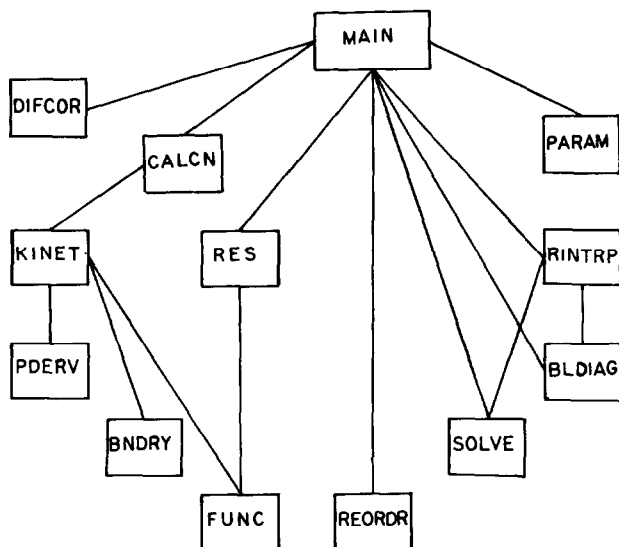 MAIN
DIFCOR
CALCN
PARAM
KINET
RES
RINTRP
PDERV
BLDIAG
BNDRY
SOLVE
FUNC
REORDR